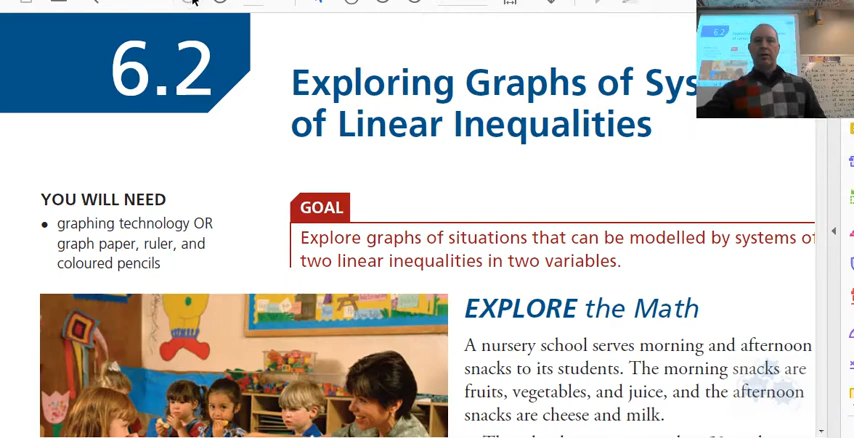 6.2
Exploring Graphs of Sys
of Linear Inequalities
YOU WILL NEED
• graphing technology OR
graph paper, ruler, and
coloured pencils
GOAL
Explore graphs of situations that can be modelled by systems of
two linear inequalities in two variables.
EXPLORE the Math
A nursery school serves morning and afternoon
snacks to its students. The morning snacks are
fruits, vegetables, and juice, and the afternoon
snacks are cheese and milk.